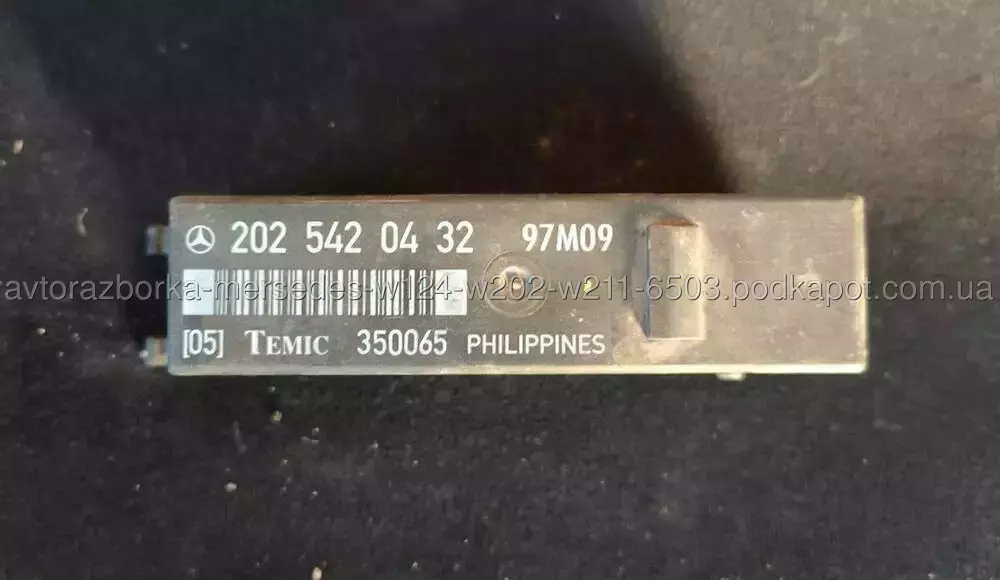 202 542 04 32 97M09
avtorazborka-mersedes-w124-w202-w211-6503.podkapot.com.ua
[05] TEMIC 350065 PHILIPPINES